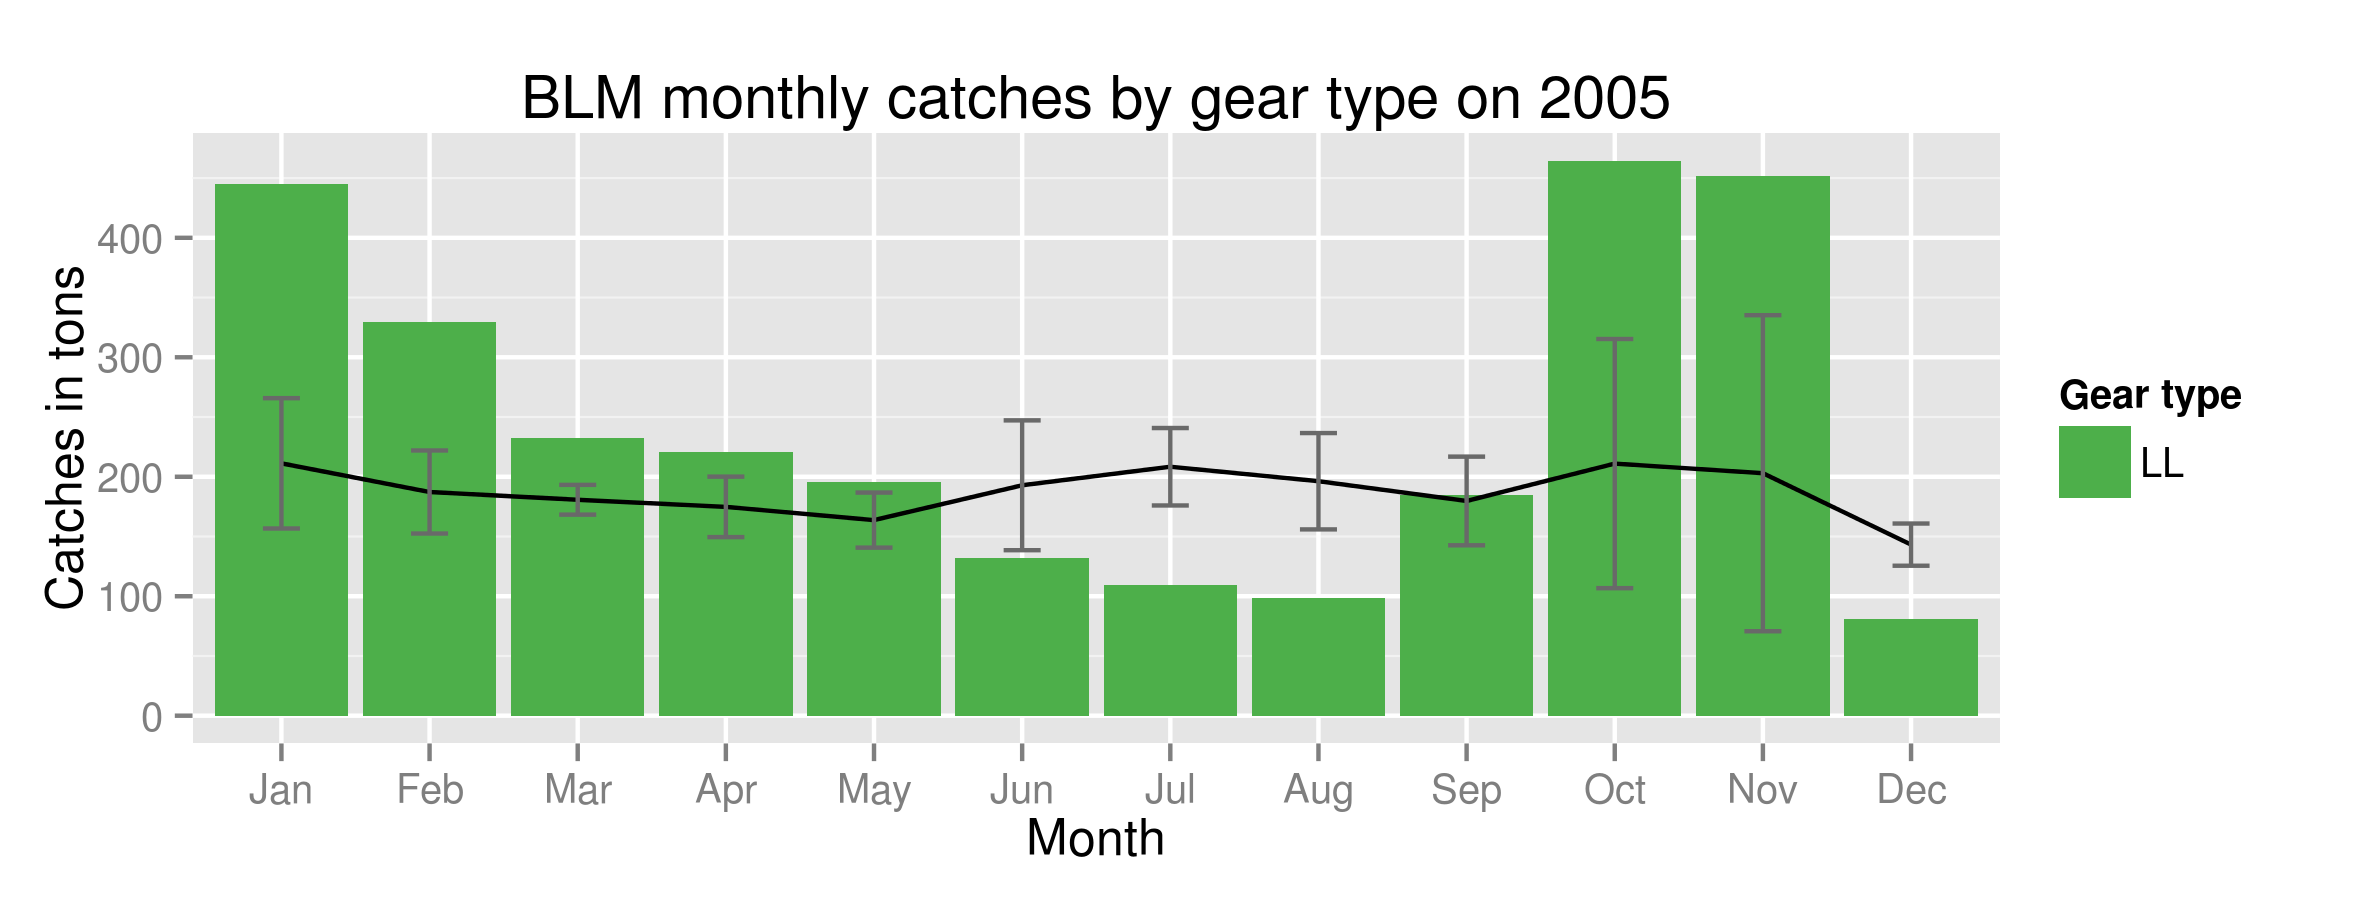 BLM monthly catches by gear type on 2005
Catches in tons
400
300
200
100
0
Jan Feb Mar Apr May Jun Jul Aug Sep Oct Nov Dec
Month
Gear type
LL